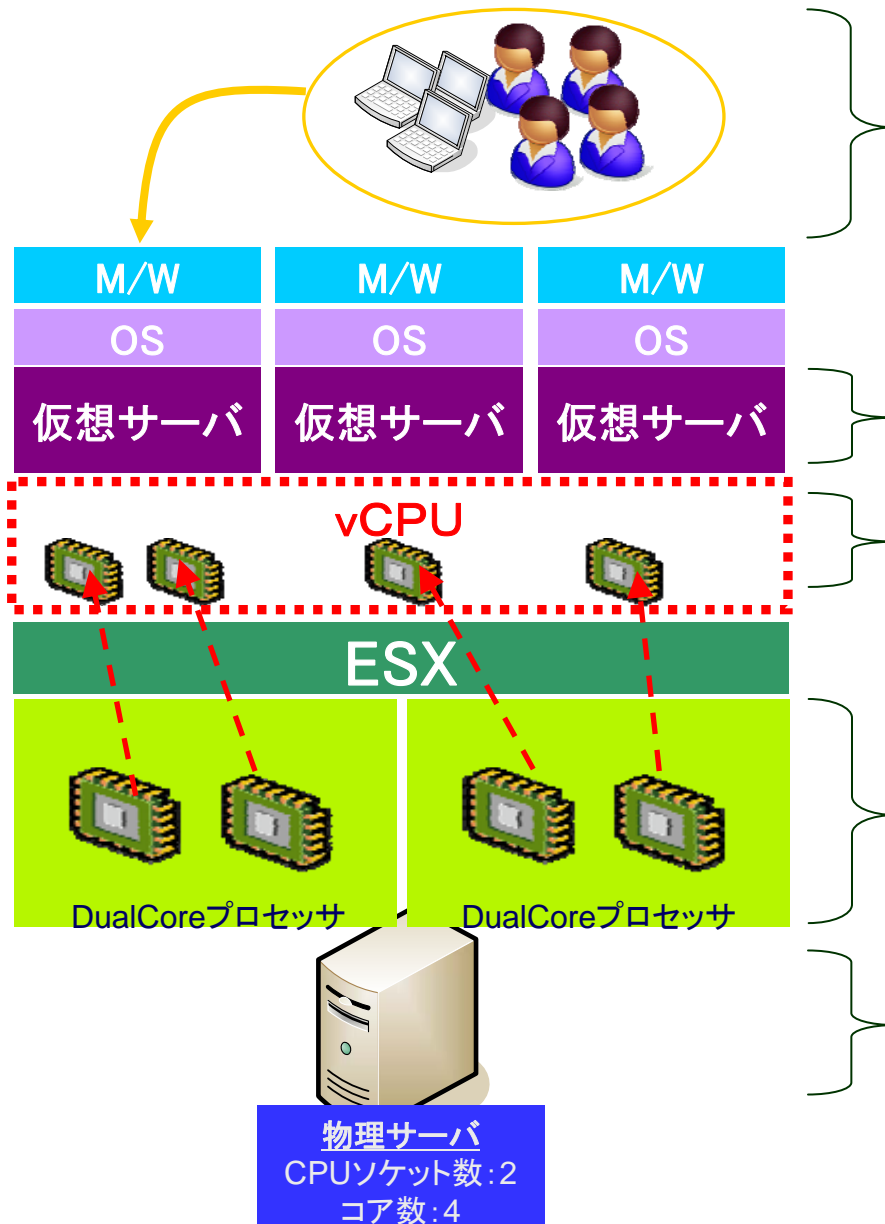 M/W
M/W
M/W
OS
OS
OS
仮想サーバ
仮想サーバ
仮想サーバ
vCPU
ESX
DualCoreプロセッサ
DualCoreプロセッサ
物理サーバ
CPUソケット数:2
コア数:4